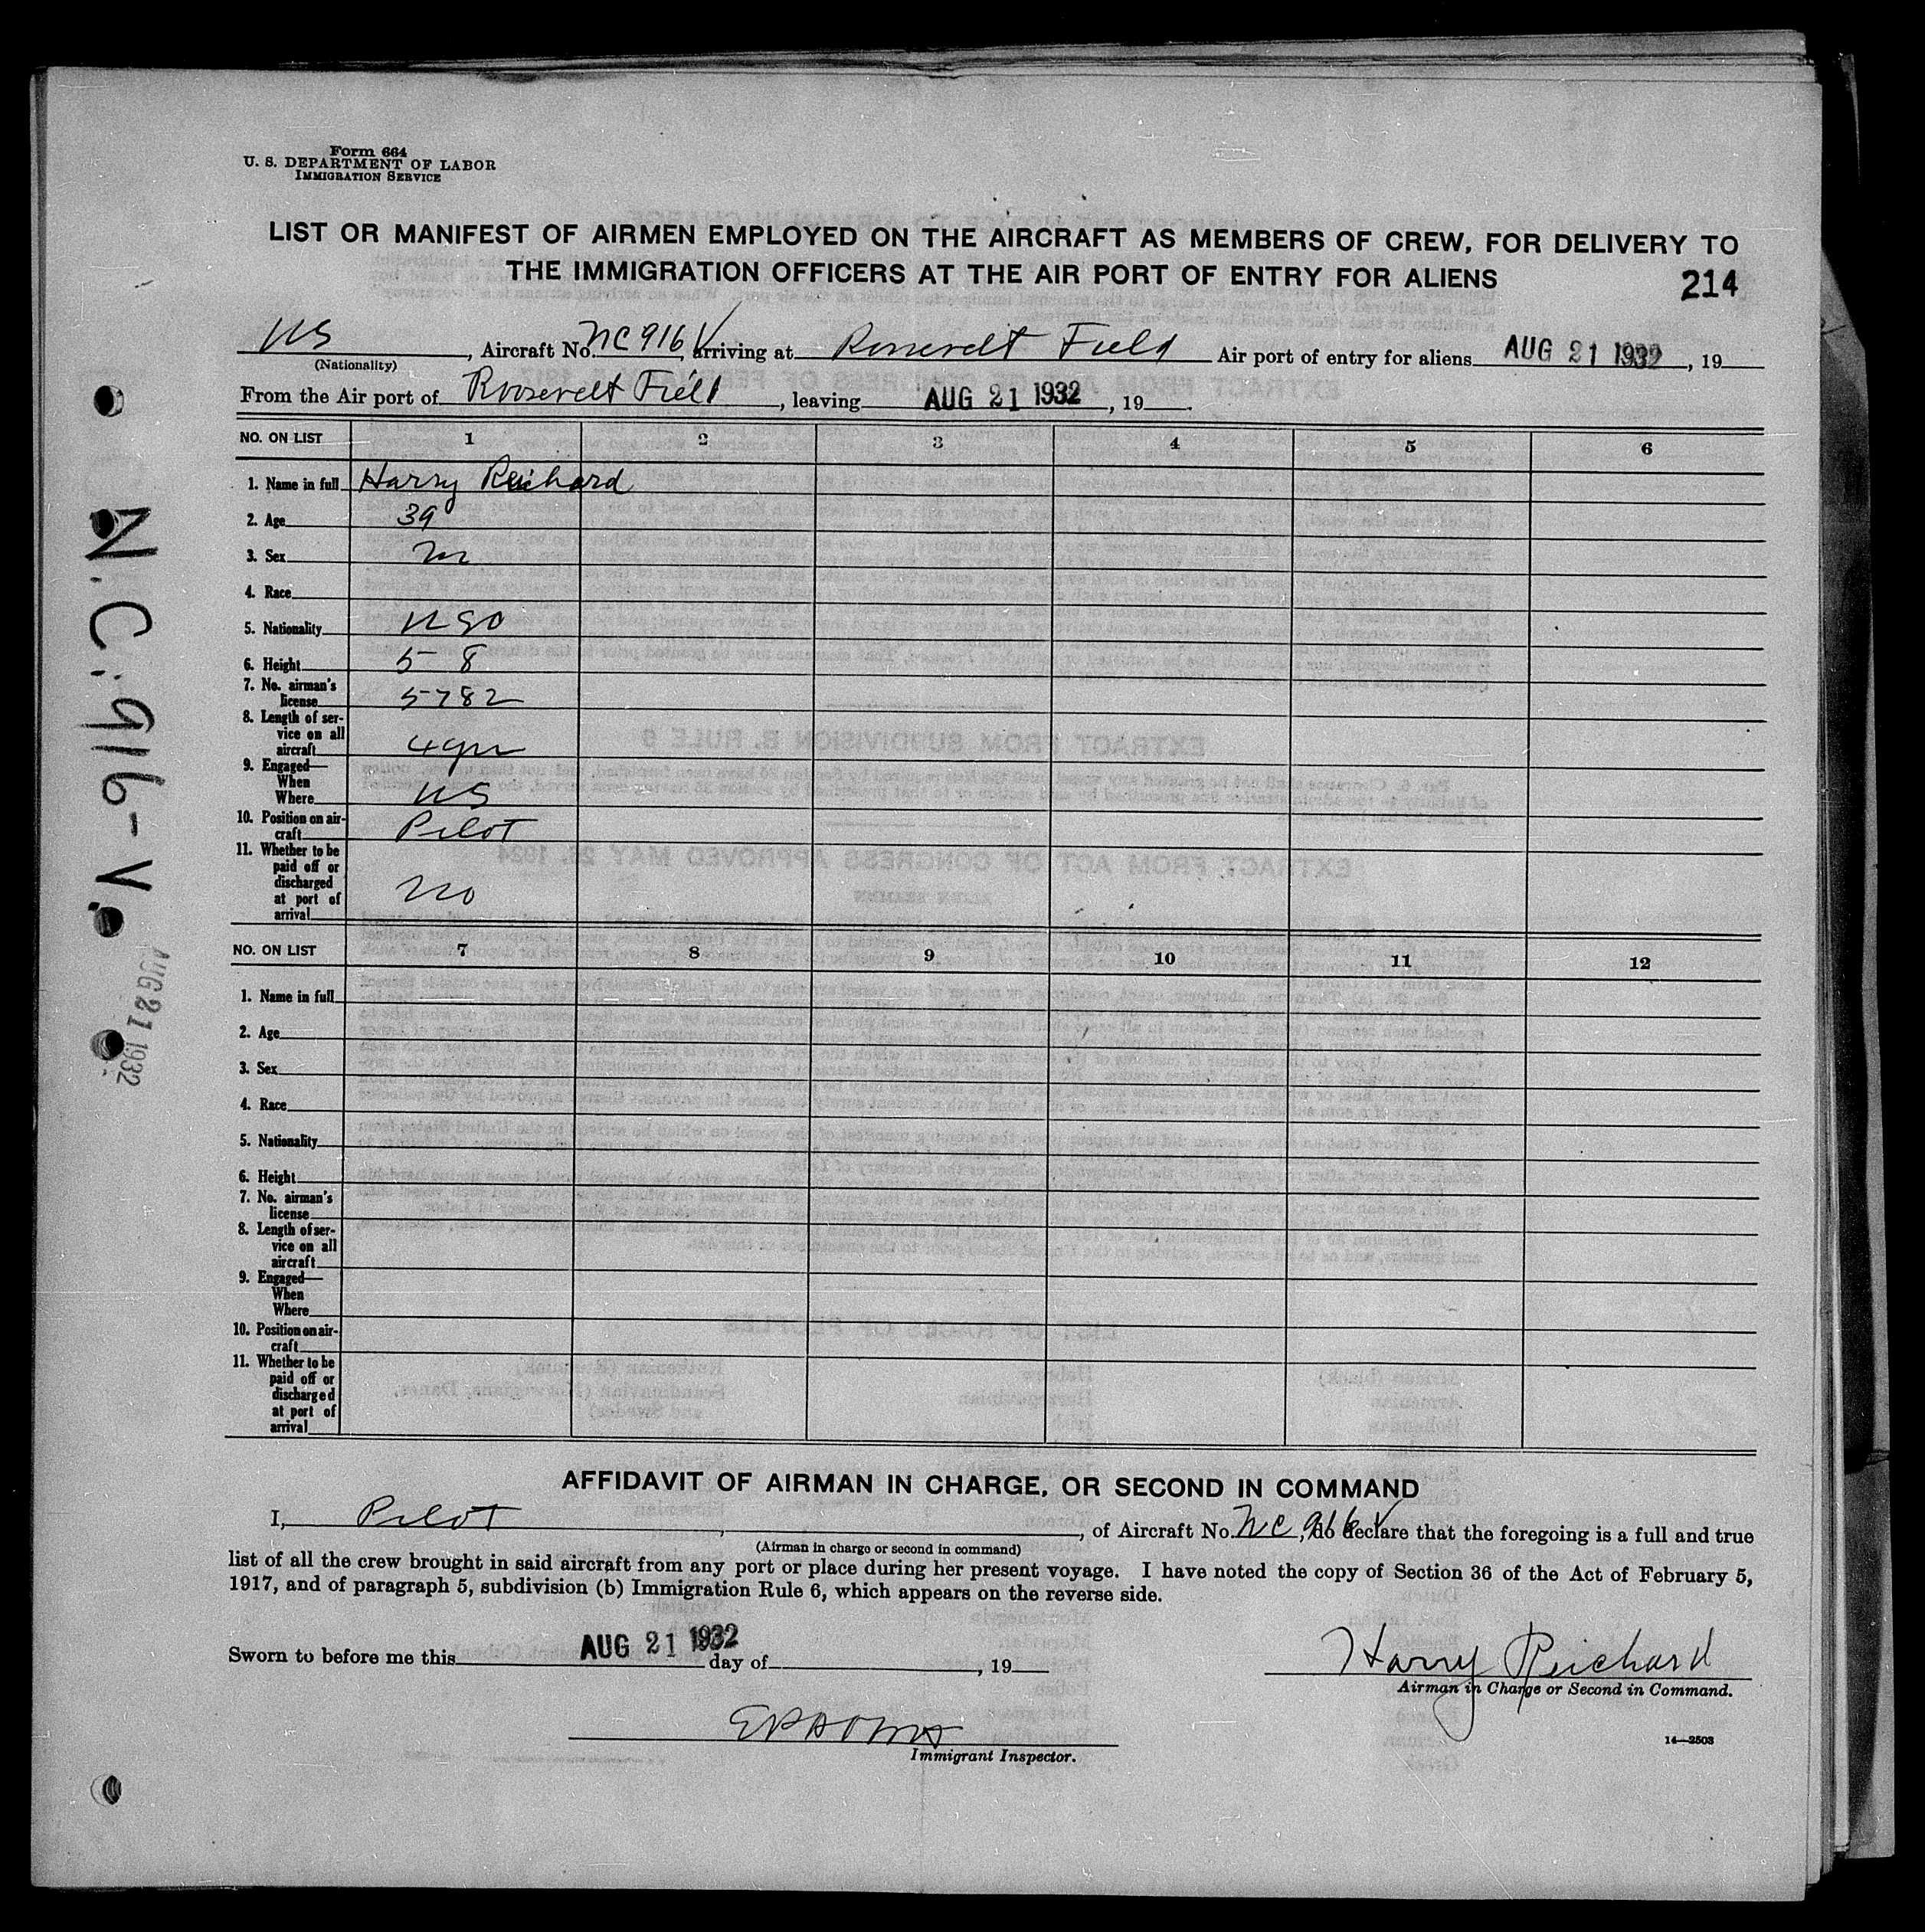 Form 664
U. S. DEPARTMENT OF LABOR
IMMIGRATION SERVICE
LIST OR MANIFEST OF AIRMEN EMPLOYED ON THE AIRCRAFT AS MEMBERS OF CREW, FOR DELIVERY TO
THE IMMIGRATION OFFICERS AT THE AIR PORT OF ENTRY FOR ALIENS 214
US, Aircraft No. NC 916 V, arriving at Roosevelt Field Air port of entry for aliens AUG 21 1932, 19
(Nationality)
From the Air port of Roosevelt Field, leaving AUG 21 1932, 19.
NO. ON LIST 1 2 3 4 5 6
1. Name in full Harry Reichard
2. Age 39
3. Sex m
4. Race
5. Nationality
6. Height 5 8
7. No. airman's
license 5782
8. Length of ser-
vice on all
aircraft
9. Engaged—
When
Where US
10. Position on air-
craft Pilot
11. Whether to be
paid off or
discharged
at port of
arrival no
NO. ON LIST 7 8 9 10 11 12
1. Name in full
2. Age
3. Sex
4. Race
5. Nationality
6. Height
7. No. airman's
license
8. Length of ser-
vice on all
aircraft
9. Engaged—
When
Where
10. Position on air-
craft
11. Whether to be
paid off or
discharged
at port of
arrival
AFFIDAVIT OF AIRMAN IN CHARGE, OR SECOND IN COMMAND
I, Pilot, , of Aircraft No. NC 916 V, do declare that the foregoing is a full and true
(Airman in charge or second in command)
list of all the crew brought in said aircraft from any port or place during her present voyage. I have noted the copy of Section 36 of the Act of February 5,
1917, and of paragraph 5, subdivision (b) Immigration Rule 6, which appears on the reverse side.
Sworn to before me this AUG 21 1932 day of , 19
Harry Reichard
Airman in Charge or Second in Command.
Immigrant Inspector.
14—2503
N.C. 916-V.
AUG 21 1932